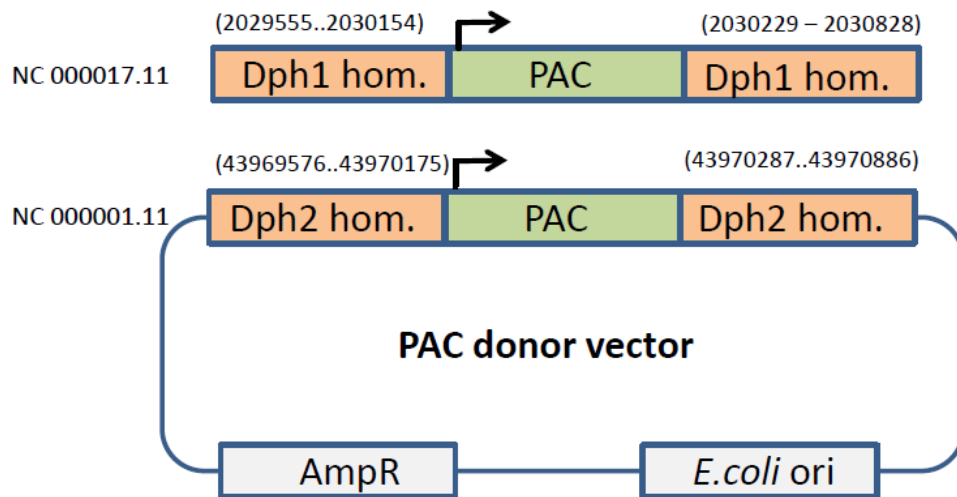 (2029555..2030154) (2030229 – 2030828)
NC 000017.11 Dph1 hom. PAC Dph1 hom.
(43969576..43970175) (43970287..43970886)
NC 000001.11 Dph2 hom. PAC Dph2 hom.
PAC donor vector
AmpR E.coli ori